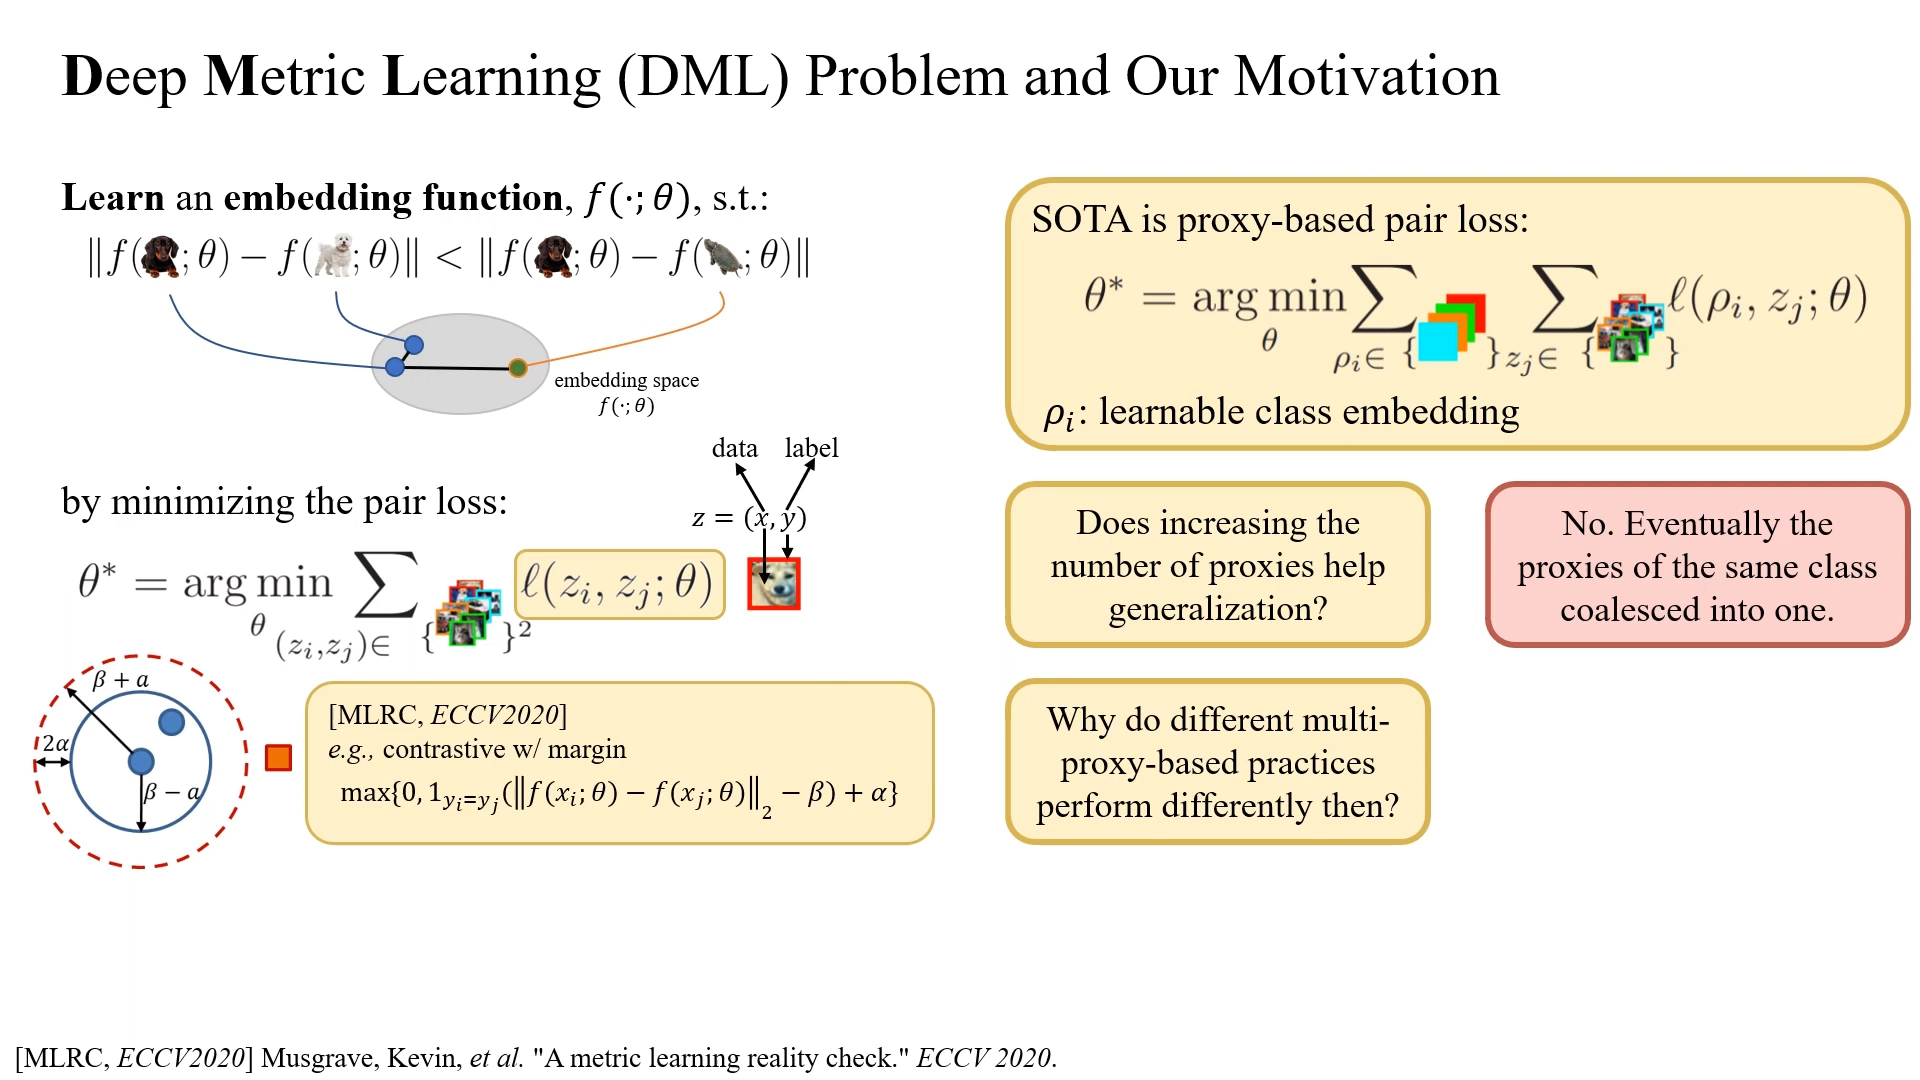 Deep Metric Learning (DML) Problem and Our Motivation
Learn an embedding function, f(·; θ), s.t.:
‖f( ; θ) − f( ; θ)‖ < ‖f( ; θ) − f( ; θ)‖
embedding space
f(·; θ)
data label
by minimizing the pair loss:
z = (x, y)
θ* = arg min_θ ∑_{(z_i,z_j)∈ { }²} ℓ(z_i, z_j; θ)
β + a
2α
β − a
[MLRC, ECCV2020]
e.g., contrastive w/ margin
max{0, 1_{y_i=y_j}(‖f(x_i; θ) − f(x_j; θ)‖_2 − β) + α}
SOTA is proxy-based pair loss:
θ* = arg min_θ ∑_{ρ_i∈ { }} ∑_{z_j∈ { }} ℓ(ρ_i, z_j; θ)
ρ_i: learnable class embedding
Does increasing the
number of proxies help
generalization?
No. Eventually the
proxies of the same class
coalesced into one.
Why do different multi-
proxy-based practices
perform differently then?
[MLRC, ECCV2020] Musgrave, Kevin, et al. "A metric learning reality check." ECCV 2020.